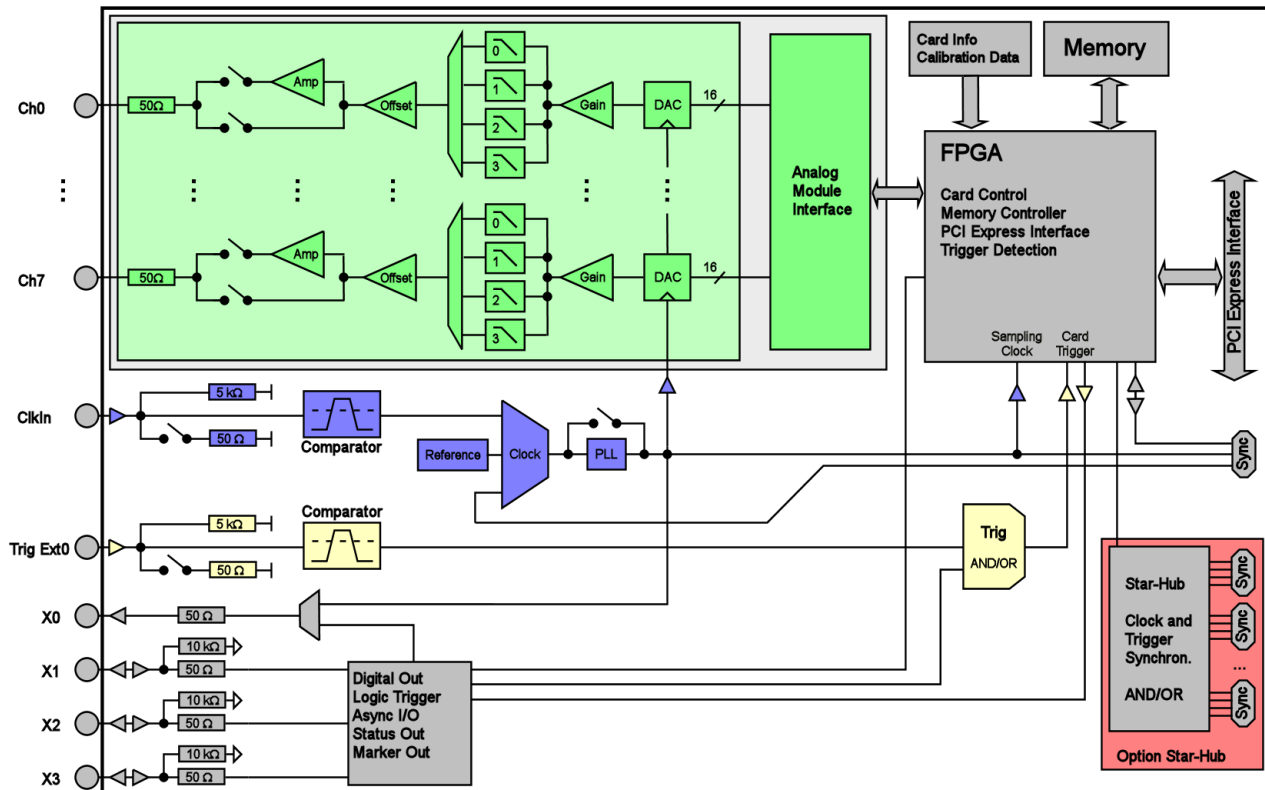 Card Info
Calibration Data
Memory
Ch0
50Ω
Amp
Offset
0
1
2
3
Gain
DAC
16
Analog
Module
Interface
FPGA
Card Control
Memory Controller
PCI Express Interface
Trigger Detection
Sampling
Clock
Card
Trigger
PCI Express Interface
Ch7
50Ω
Amp
Offset
0
1
2
3
Gain
DAC
16
ClkIn
5 kΩ
50 Ω
Comparator
Reference
Clock
PLL
Sync
Trig Ext0
5 kΩ
50 Ω
Comparator
Trig
AND/OR
X0
50 Ω
X1
10 kΩ
50 Ω
X2
10 kΩ
50 Ω
X3
10 kΩ
50 Ω
Digital Out
Logic Trigger
Async I/O
Status Out
Marker Out
Star-Hub
Clock and
Trigger
Synchron.
AND/OR
Sync
Sync
...
Sync
Option Star-Hub